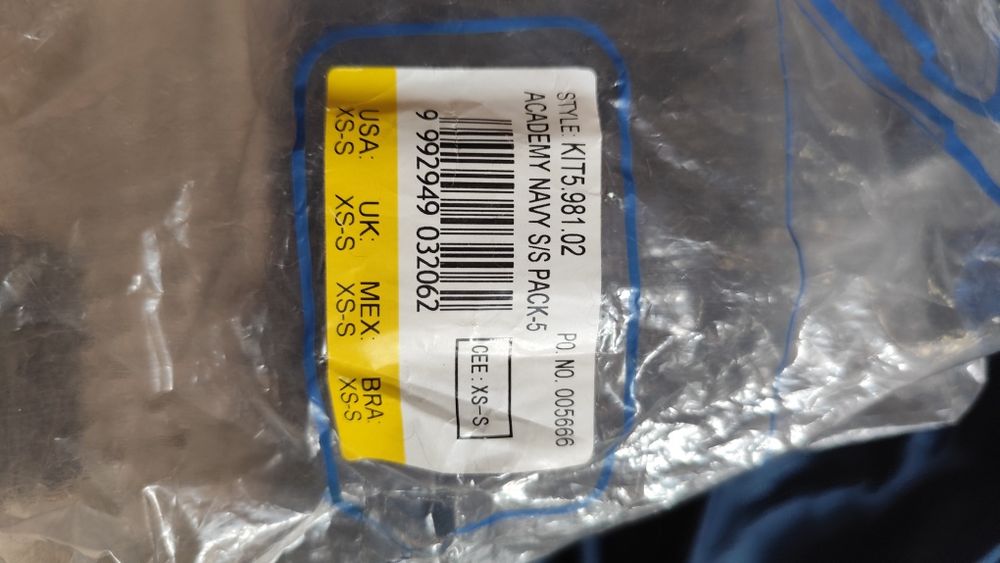 STYLE: KIT5.981.02 P.O. NO. 005666
ACADEMY NAVY S/S PACK-5
9 992949 032062
CEE: XS-S
USA: UK: MEX: BRA:
XS-S XS-S XS-S XS-S